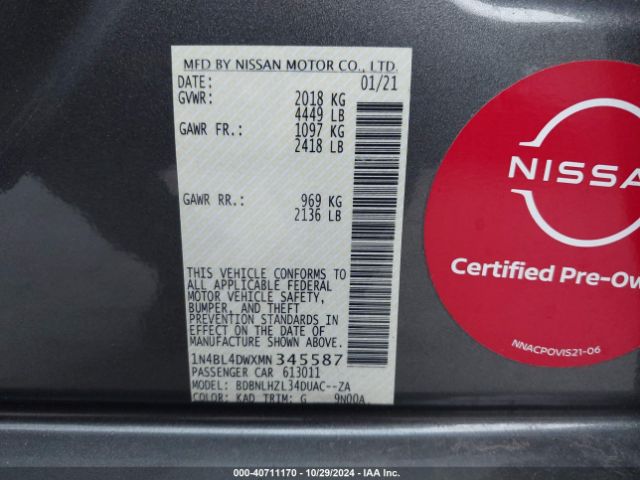 MFD BY NISSAN MOTOR CO., LTD.
DATE: 01/21
GVWR: 2018 KG
4449 LB
GAWR FR.: 1097 KG
2418 LB
GAWR RR.: 969 KG
2136 LB
THIS VEHICLE CONFORMS TO
ALL APPLICABLE FEDERAL
MOTOR VEHICLE SAFETY,
BUMPER, AND THEFT
PREVENTION STANDARDS IN
EFFECT ON THE DATE OF
MANUFACTURE SHOWN ABOVE.
1N4BL4DWXMN345587
PASSENGER CAR 613011
MODEL: BDBNLHZL34DUAC--ZA
COLOR: KAD TRIM: G 9N00A
NISSA
Certified Pre-Ow
NNACPOVIS21-06
000-40711170 | 10/29/2024 | IAA Inc.